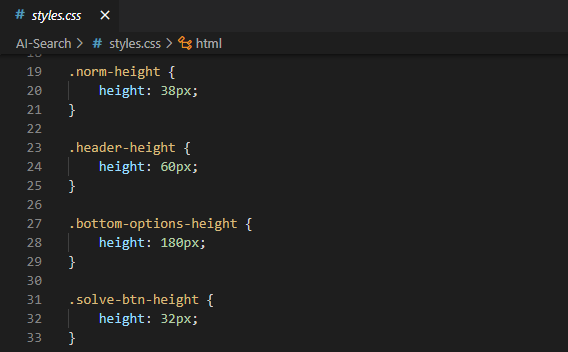 # styles.css ×
AI-Search > # styles.css > html
19 .norm-height {
20 height: 38px;
21 }
22
23 .header-height {
24 height: 60px;
25 }
26
27 .bottom-options-height {
28 height: 180px;
29 }
30
31 .solve-btn-height {
32 height: 32px;
33 }